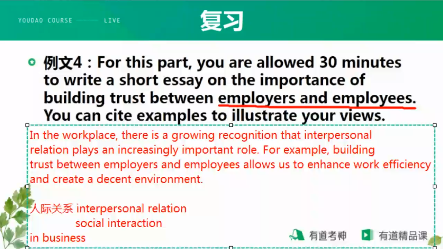 YOUDAO COURSE LIVE
复习
例文4：For this part, you are allowed 30 minutes
to write a short essay on the importance of
building trust between employers and employees.
You can cite examples to illustrate your views.
In the workplace, there is a growing recognition that interpersonal
relation plays an increasingly important role. For example, building
trust between employers and employees allows us to enhance work efficiency
and create a decent environment.
人际关系 interpersonal relation
social interaction
in business
有道考神 有道精品课